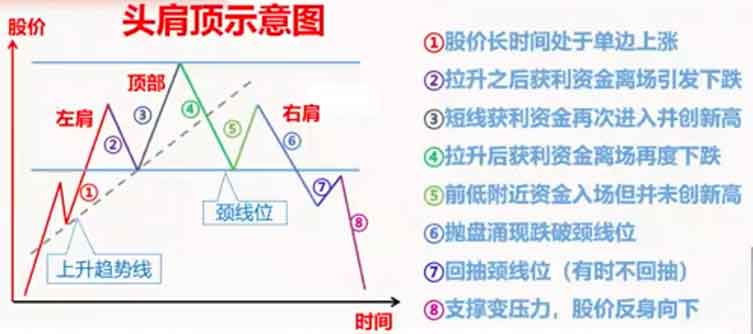 头肩顶示意图
股价
顶部
左肩
右肩
①
②
③
④
⑤
⑥
⑦
⑧
颈线位
上升趋势线
时间
①股价长时间处于单边上涨
②拉升之后获利资金离场引发下跌
③短线获利资金再次进入并创新高
④拉升后获利资金离场再度下跌
⑤前低附近资金入场但并未创新高
⑥抛盘涌现跌破颈线位
⑦回抽颈线位（有时不回抽）
⑧支撑变压力，股价反身向下